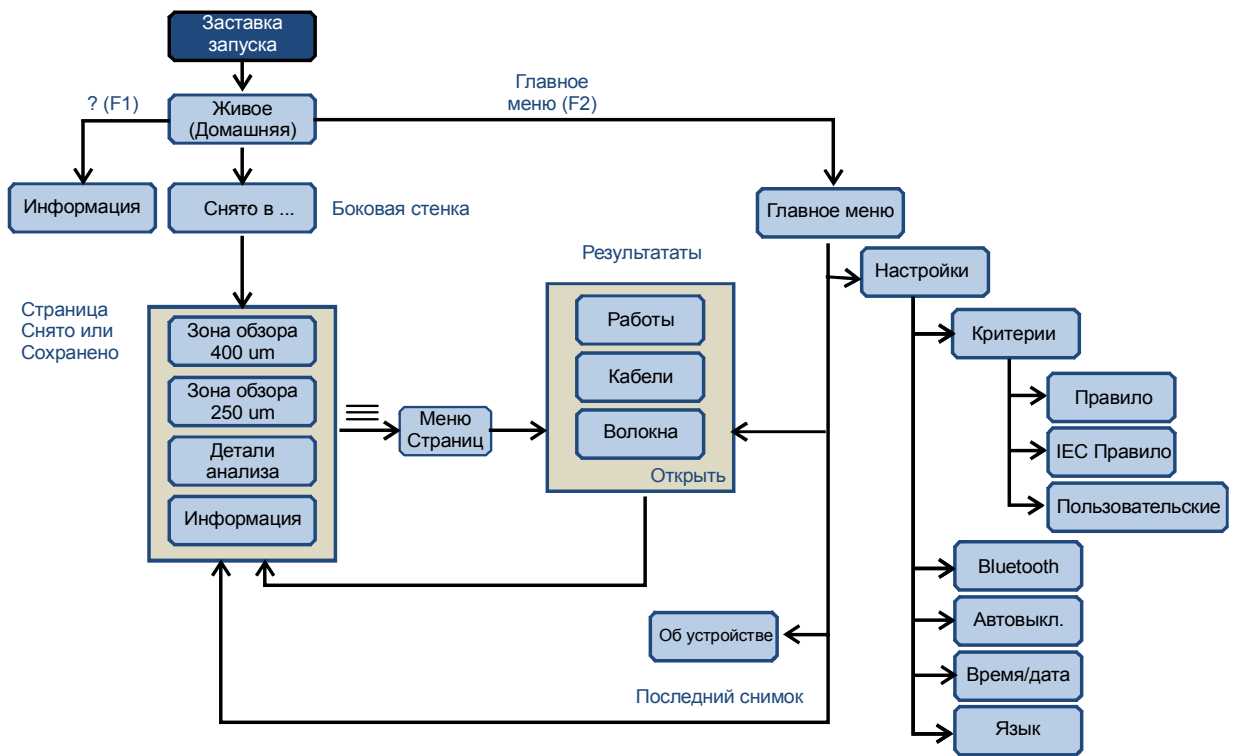 Заставка
запуска
? (F1)
Главное
меню (F2)
Живое
(Домашняя)
Информация
Снято в ...
Боковая стенка
Главное меню
Результататы
Настройки
Страница
Снято или
Сохранено
Зона обзора
400 um
Зона обзора
250 um
Детали
анализа
Информация
Меню
Страниц
Работы
Кабели
Волокна
Открыть
Критерии
Правило
IEC Правило
Пользовательские
Bluetooth
Автовыкл.
Время/дата
Язык
Об устройстве
Последний снимок